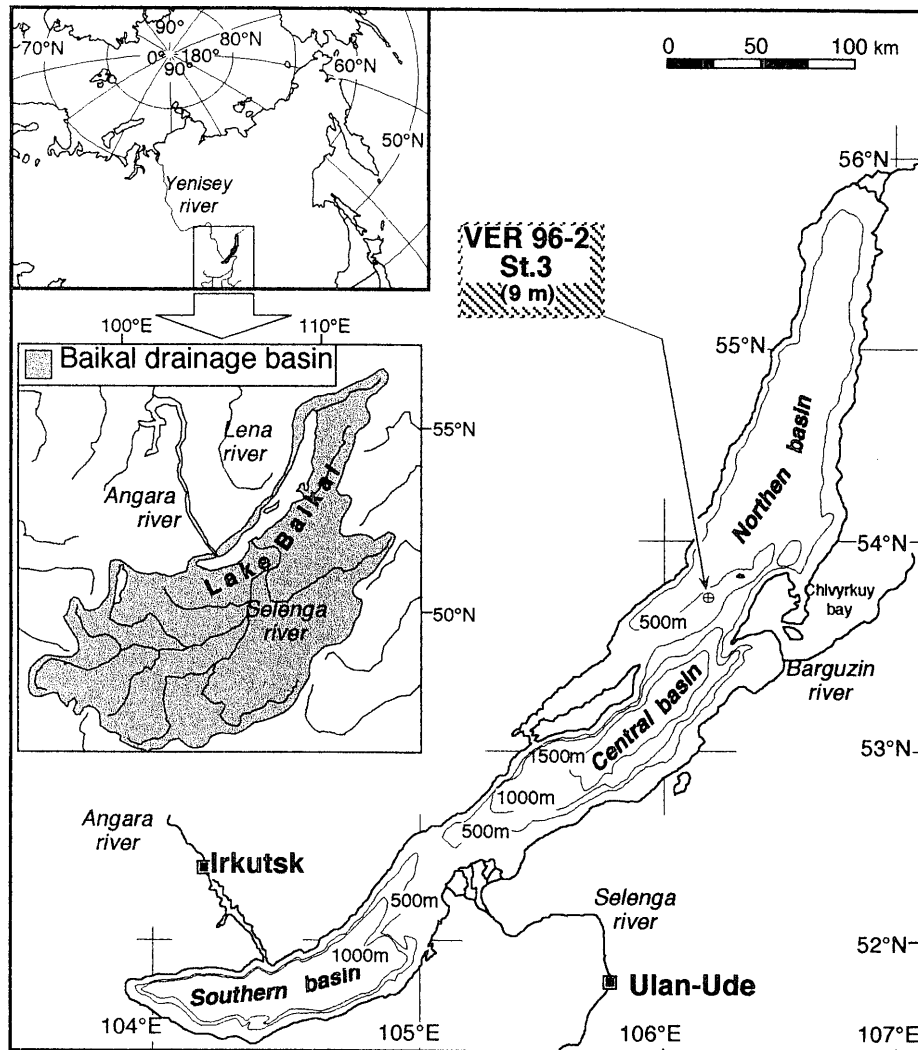 90°
80°N
70°N
0°
180°
90°
60°N
50°N
Yenisey
river
0 50 100 km
56°N
VER 96-2
St.3
(9 m)
100°E
110°E
55°N
Baikal drainage basin
55°N
Lena
river
Angara
river
Lake Baikal
Selenga
river
50°N
Northen basin
54°N
Chivyrkuy
bay
500m
Barguzin
river
Central basin
1500m
53°N
1000m
500m
Angara
river
Irkutsk
500m
Selenga
river
1000m
52°N
Southern basin
Ulan-Ude
104°E
105°E
106°E
107°E